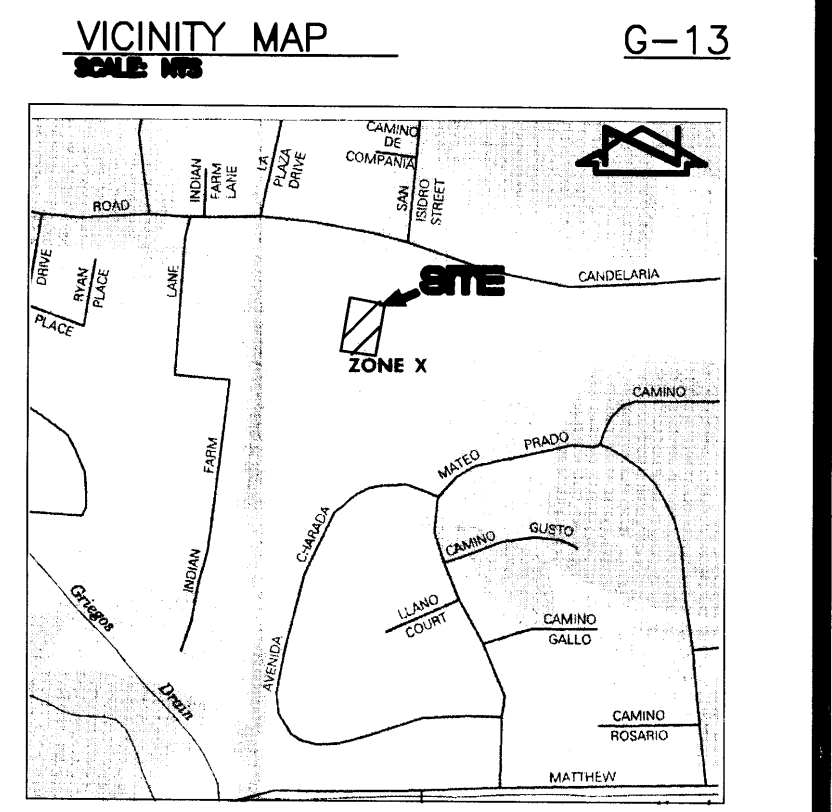 VICINITY MAP
G-13
SCALE: NTS
CAMINO
DE
COMPANIA
INDIAN
FARM
LANE
LA
PLAZA
DRIVE
SAN
ISIDRO
STREET
N
ROAD
DRIVE
RYAN
PLACE
PLACE
LANE
SITE
CANDELARIA
ZONE X
CAMINO
MATEO
PRADO
FARM
CHARADA
CAMINO
GUSTO
INDIAN
Griegos
LLANO
COURT
CAMINO
GALLO
AVENIDA
Drain
CAMINO
ROSARIO
MATTHEW